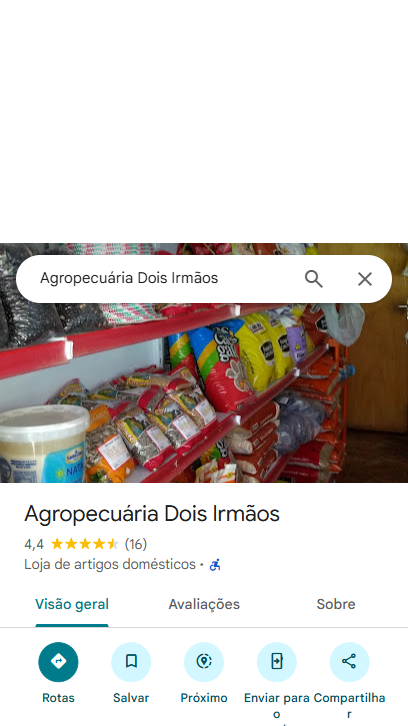 Agropecuária Dois Irmãos
Agropecuária Dois Irmãos
4,4 (16)
Loja de artigos domésticos ·
Visão geral Avaliações Sobre
Rotas Salvar Próximo Enviar para Compartilha
o r